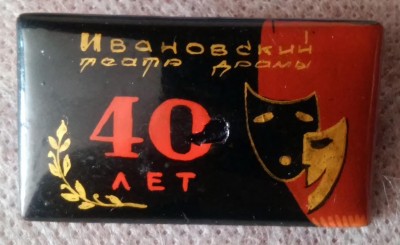 Ивановский
театр драмы
40
ЛЕТ